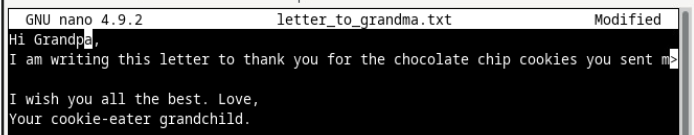 GNU nano 4.9.2 letter_to_grandma.txt Modified
Hi Grandpa,
I am writing this letter to thank you for the chocolate chip cookies you sent m>
I wish you all the best. Love,
Your cookie-eater grandchild.